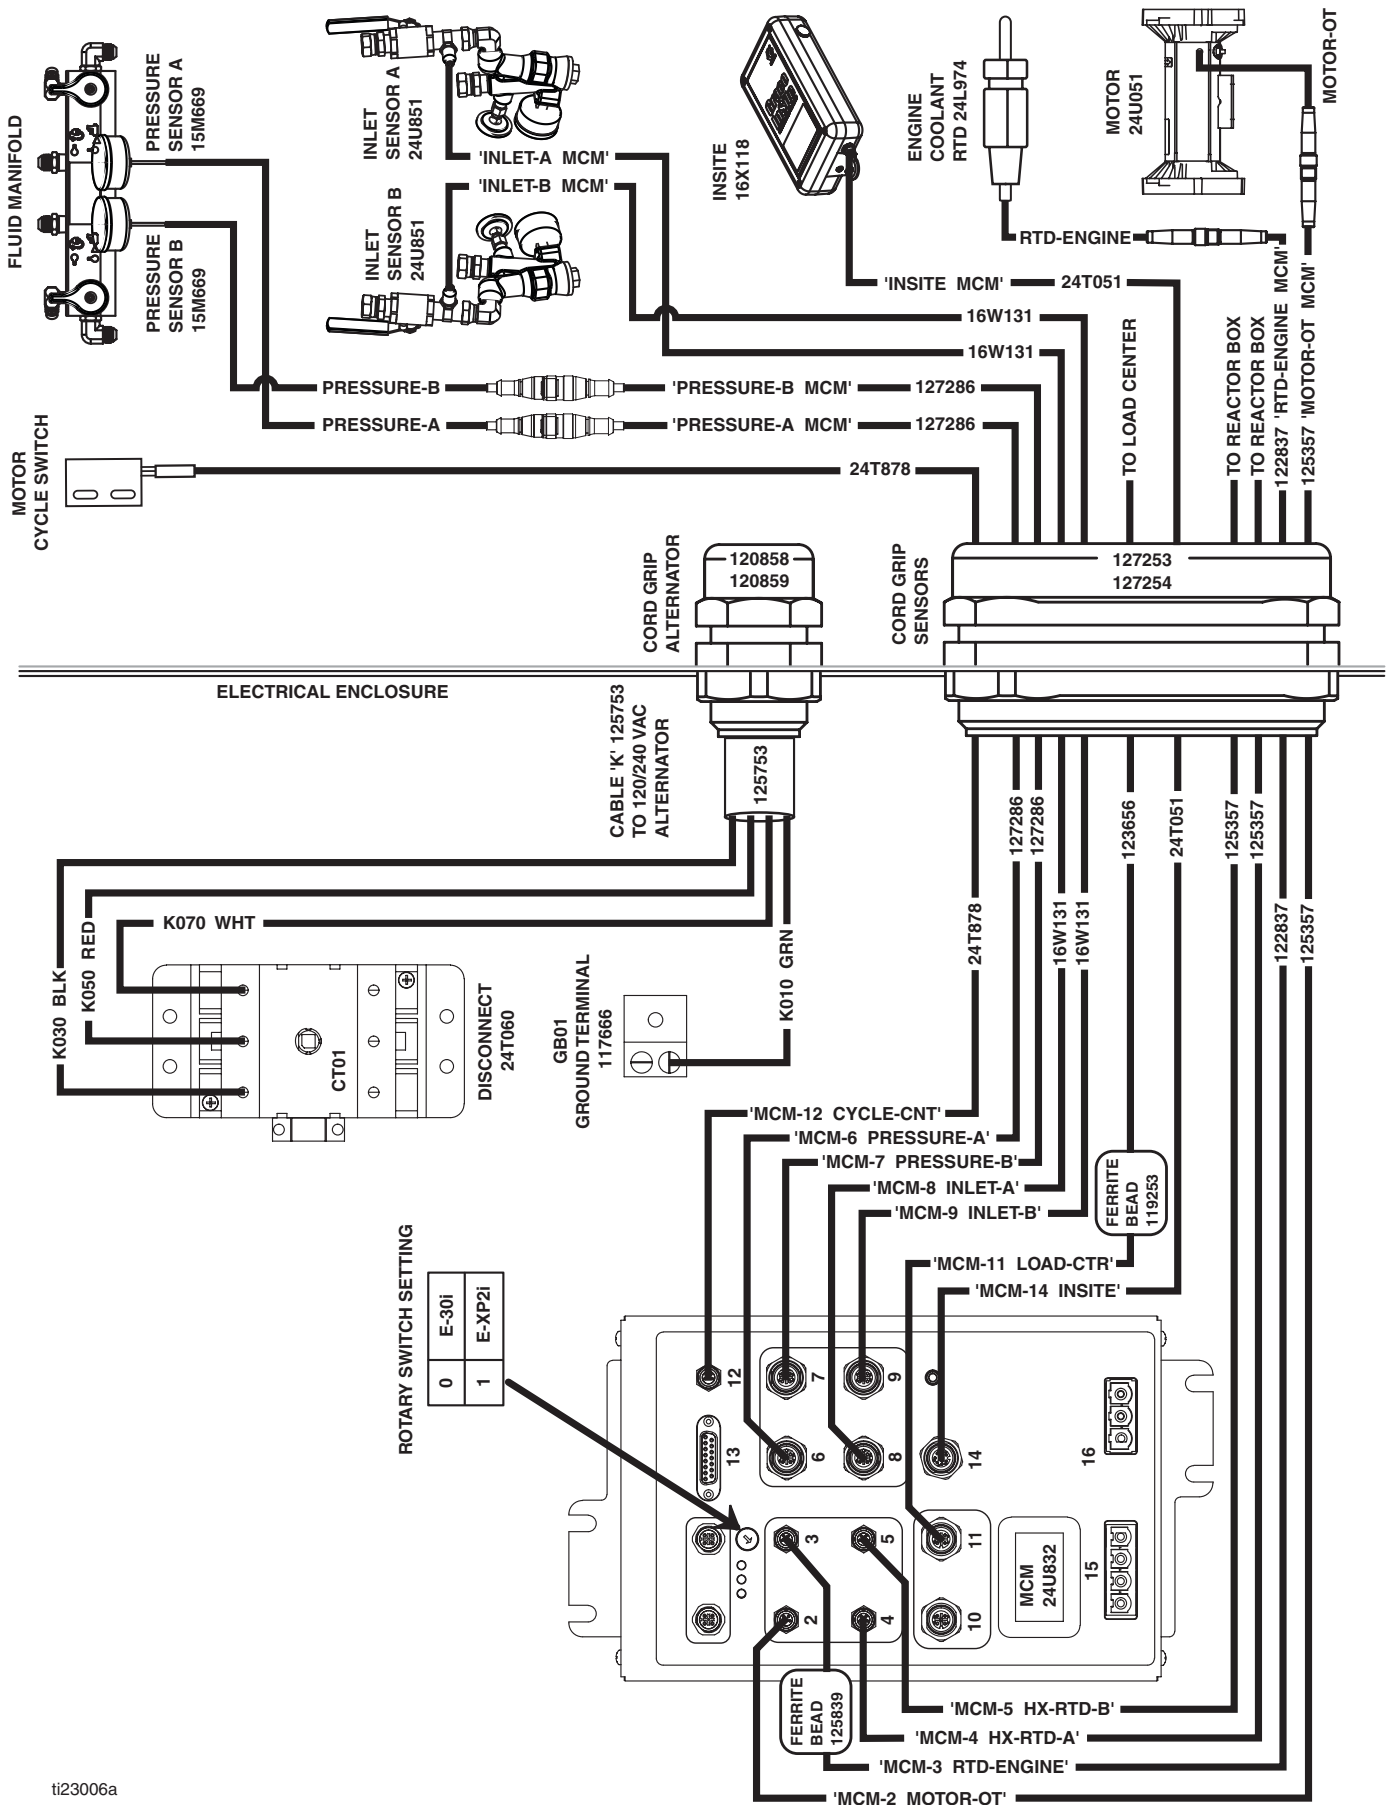 FLUID MANIFOLD
PRESSURE
SENSOR A
15M669
PRESSURE
SENSOR B
15M669
INLET
SENSOR A
24U851
INLET
SENSOR B
24U851
'INLET-A MCM'
'INLET-B MCM'
INSITE
16X118
ENGINE
COOLANT
RTD 24L974
MOTOR
24U051
MOTOR-OT
RTD-ENGINE
'INSITE MCM'
24T051
16W131
16W131
PRESSURE-B
'PRESSURE-B MCM'
127286
PRESSURE-A
'PRESSURE-A MCM'
127286
MOTOR
CYCLE SWITCH
24T878
TO LOAD CENTER
TO REACTOR BOX
TO REACTOR BOX
122837 'RTD-ENGINE MCM'
125357 'MOTOR-OT MCM'
CORD GRIP
ALTERNATOR
120858
120859
CORD GRIP
SENSORS
127253
127254
ELECTRICAL ENCLOSURE
CABLE 'K' 125753
TO 120/240 VAC
ALTERNATOR
125753
24T878
127286
127286
16W131
16W131
123656
24T051
125357
125357
122837
125357
K030 BLK
K050 RED
K070 WHT
K010 GRN
CT01
DISCONNECT
24T060
GB01
GROUND TERMINAL
117666
'MCM-12 CYCLE-CNT'
'MCM-6 PRESSURE-A'
'MCM-7 PRESSURE-B'
'MCM-8 INLET-A'
'MCM-9 INLET-B'
FERRITE
BEAD
119253
'MCM-11 LOAD-CTR'
'MCM-14 INSITE'
ROTARY SWITCH SETTING
0 E-30i
1 E-XP2i
12
7
9
13
6
8
14
16
3
5
11
15
2
4
10
MCM
24U832
FERRITE
BEAD
125839
'MCM-5 HX-RTD-B'
'MCM-4 HX-RTD-A'
'MCM-3 RTD-ENGINE'
'MCM-2 MOTOR-OT'
ti23006a